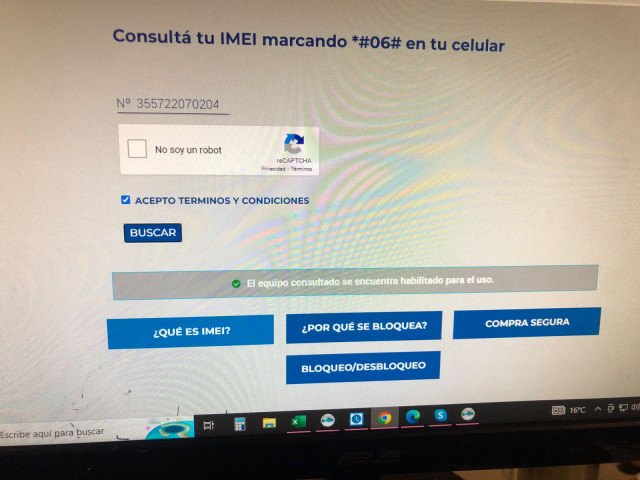 Consultá tu IMEI marcando *#06# en tu celular
Nº 355722070204
No soy un robot
reCAPTCHA
Privacidad - Términos
ACEPTO TERMINOS Y CONDICIONES
BUSCAR
El equipo consultado se encuentra habilitado para el uso.
¿QUÉ ES IMEI?
¿POR QUÉ SE BLOQUEA?
COMPRA SEGURA
BLOQUEO/DESBLOQUEO
Escribe aquí para buscar
16°C
ASUS